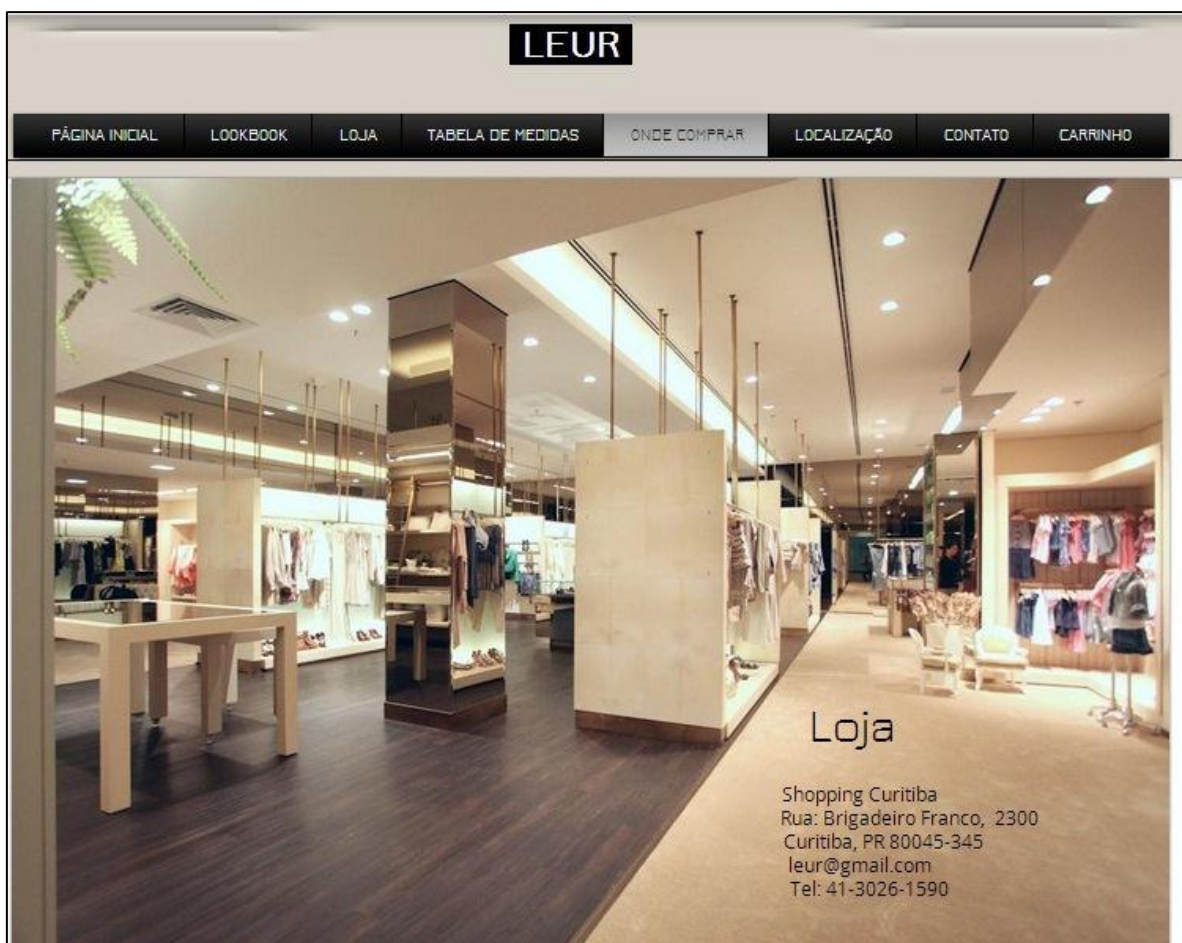 LEUR
PÁGINA INICIAL LOOKBOOK LOJA TABELA DE MEDIDAS ONDE COMPRAR LOCALIZAÇÃO CONTATO CARRINHO
Loja
Shopping Curitiba
Rua: Brigadeiro Franco, 2300
Curitiba, PR 80045-345
leur@gmail.com
Tel: 41-3026-1590